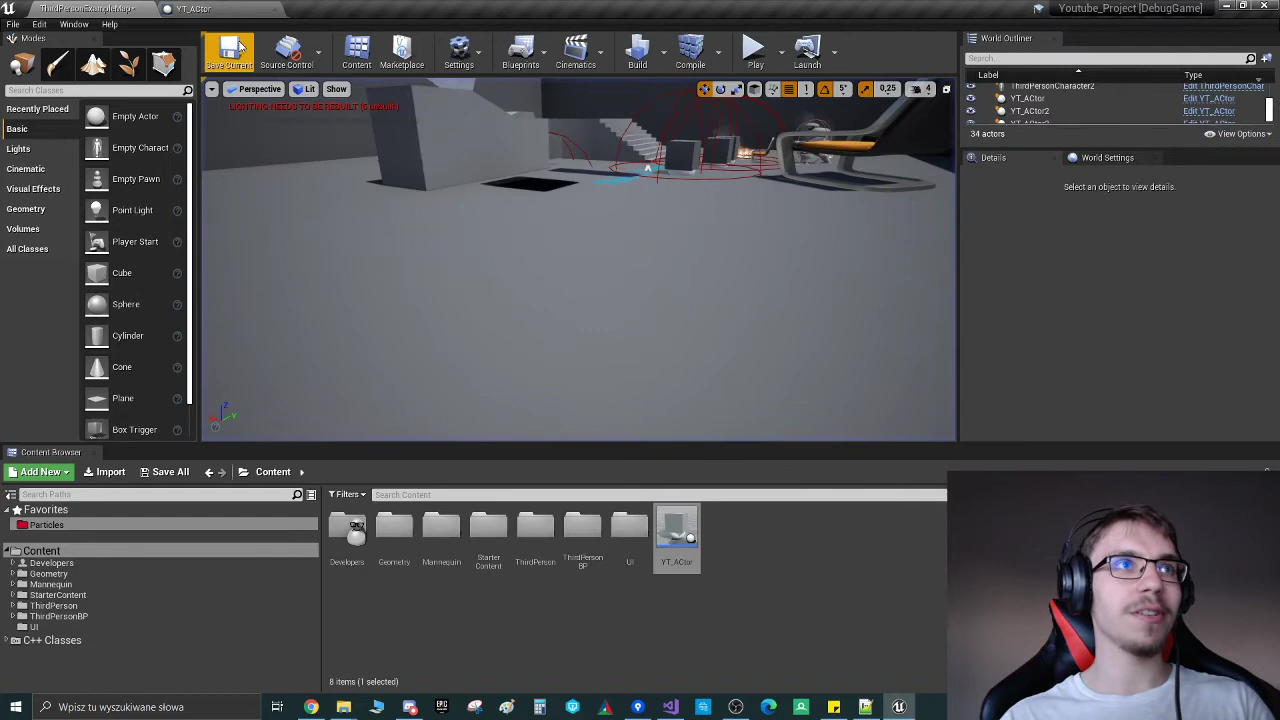 ThirdPersonExampleMap*
YT_ACtor
Youtube_Project [DebugGame]
File
Edit
Window
Help
Modes
Save Current
Source Control
Content
Marketplace
Settings
Blueprints
Cinematics
Build
Compile
Play
Launch
World Outliner
Search...
Label
Type
ThirdPersonCharacter2
Edit ThirdPersonChar
YT_ACtor
Edit YT_ACtor
YT_ACtor2
Edit YT_ACtor
34 actors
View Options
Details
World Settings
Select an object to view details.
Search Classes
Recently Placed
Basic
Lights
Cinematic
Visual Effects
Geometry
Volumes
All Classes
Empty Actor
Empty Charact
Empty Pawn
Point Light
Player Start
Cube
Sphere
Cylinder
Cone
Plane
Box Trigger
Perspective
Lit
Show
5°
0,25
4
Z
Y
Content Browser
Add New
Import
Save All
Content
Search Paths
Filters
Search Content
Favorites
Particles
Content
Developers
Geometry
Mannequin
StarterContent
ThirdPerson
ThirdPersonBP
UI
C++ Classes
Developers
Geometry
Mannequin
Starter Content
ThirdPerson
ThirdPerson BP
UI
YT_ACtor
8 items (1 selected)
Wpisz tu wyszukiwane słowa